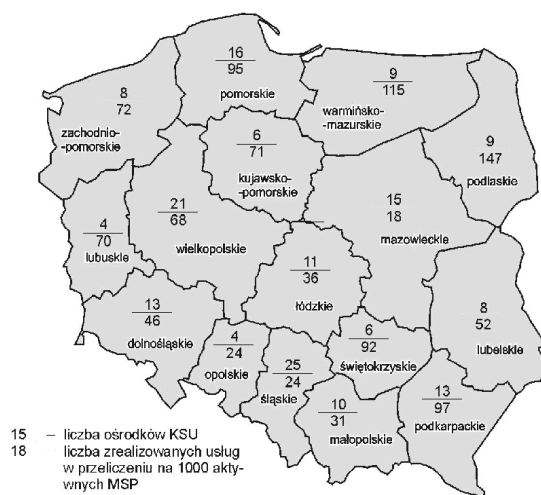 16
95
pomorskie
9
115
warmińsko-
mazurskie
8
72
zachodnio-
-pomorskie
6
71
kujawsko-
-pomorskie
9
147
podlaskie
21
68
wielkopolskie
15
18
mazowieckie
4
70
lubuskie
11
36
łódzkie
13
46
dolnośląskie
8
52
lubelskie
4
24
opolskie
6
92
świętokrzyskie
25
24
śląskie
10
31
małopolskie
13
97
podkarpackie
15 – liczba ośrodków KSU
18 liczba zrealizowanych usług
w przeliczeniu na 1000 akty-
wnych MSP